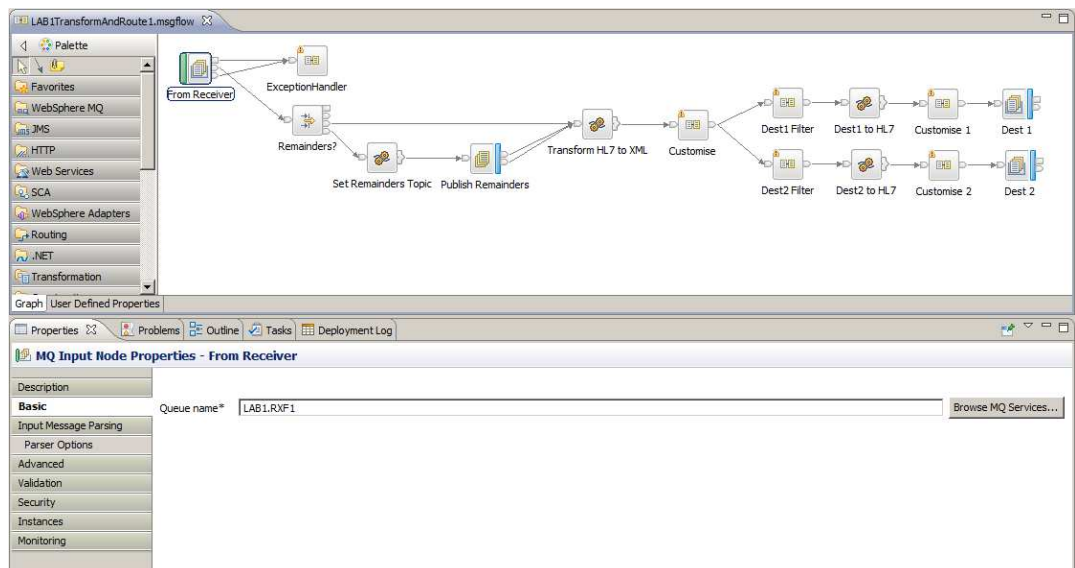 LAB1TransformAndRoute1.msgflow
Palette
Favorites
WebSphere MQ
JMS
HTTP
Web Services
SCA
WebSphere Adapters
Routing
.NET
Transformation
From Receiver
ExceptionHandler
Remainders?
Set Remainders Topic
Publish Remainders
Transform HL7 to XML
Customise
Dest1 Filter
Dest1 to HL7
Customise 1
Dest 1
Dest2 Filter
Dest2 to HL7
Customise 2
Dest 2
Graph User Defined Properties
Properties Problems Outline Tasks Deployment Log
MQ Input Node Properties - From Receiver
Description
Basic
Queue name* LAB1.RXF1 Browse MQ Services...
Input Message Parsing
Parser Options
Advanced
Validation
Security
Instances
Monitoring